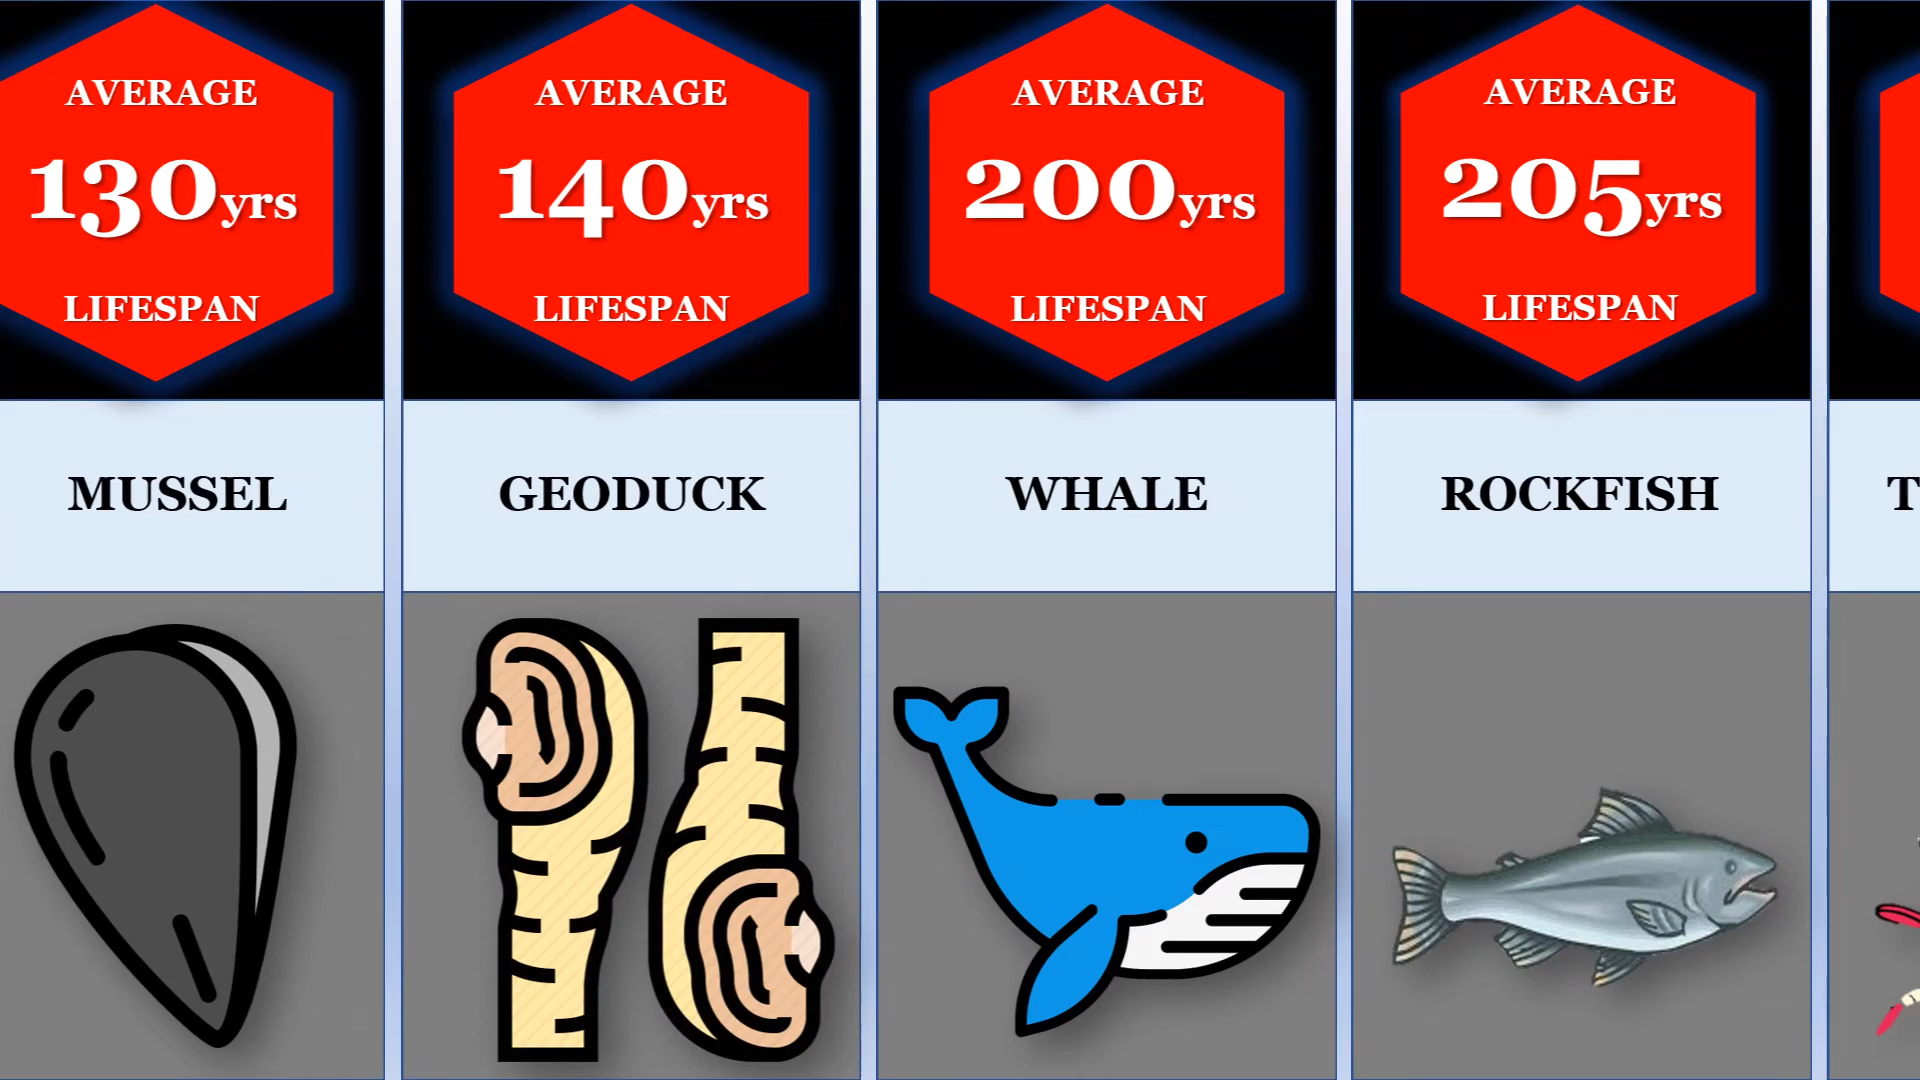 AVERAGE
130yrs
LIFESPAN
MUSSEL
AVERAGE
140yrs
LIFESPAN
GEODUCK
AVERAGE
200yrs
LIFESPAN
WHALE
AVERAGE
205yrs
LIFESPAN
ROCKFISH